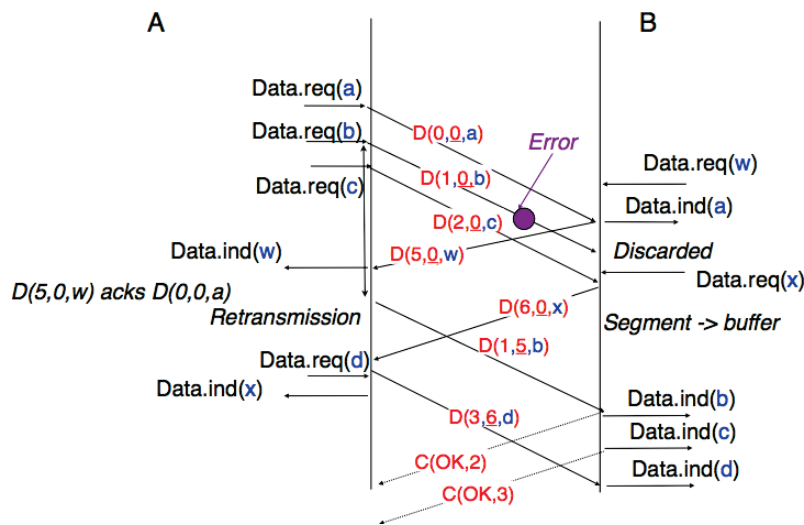 A
B
Data.req(a)
Data.req(b)
D(0,0,a)
Error
Data.req(w)
Data.req(c)
D(1,0,b)
Data.ind(a)
D(2,0,c)
Data.ind(w)
D(5,0,w)
Discarded
Data.req(x)
D(5,0,w) acks D(0,0,a)
Retransmission
D(6,0,x)
Segment -> buffer
D(1,5,b)
Data.req(d)
Data.ind(x)
Data.ind(b)
D(3,6,d)
Data.ind(c)
C(OK,2)
Data.ind(d)
C(OK,3)